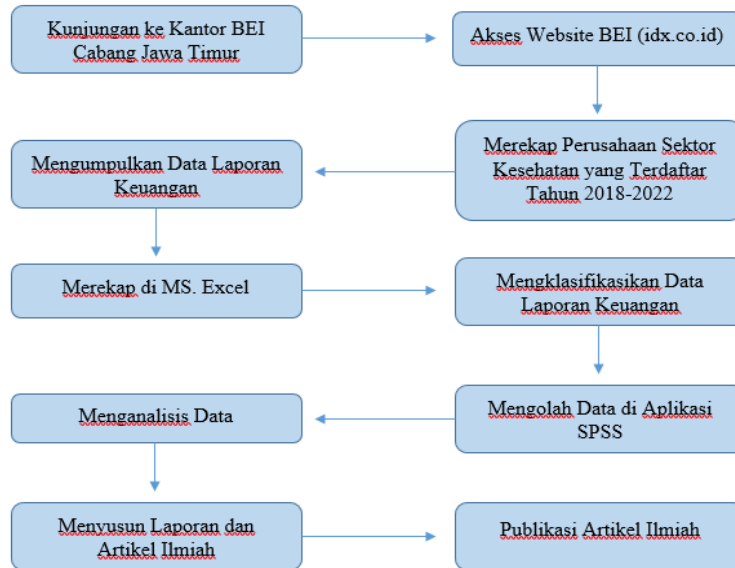 Kunjungan ke Kantor BEI
Cabang Jawa Timur
Akses Website BEI (idx.co.id)
Merekap Perusahaan Sektor
Kesehatan yang Terdaftar
Tahun 2018-2022
Mengumpulkan Data Laporan
Keuangan
Merekap di MS. Excel
Mengklasifikasikan Data
Laporan Keuangan
Mengolah Data di Aplikasi
SPSS
Menganalisis Data
Menyusun Laporan dan
Artikel Ilmiah
Publikasi Artikel Ilmiah